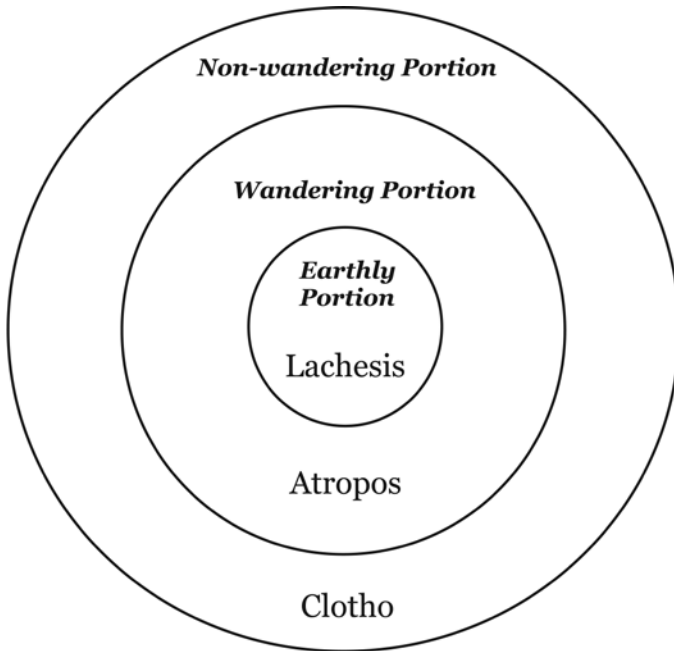 Non-wandering Portion
Wandering Portion
Earthly
Portion
Lachesis
Atropos
Clotho